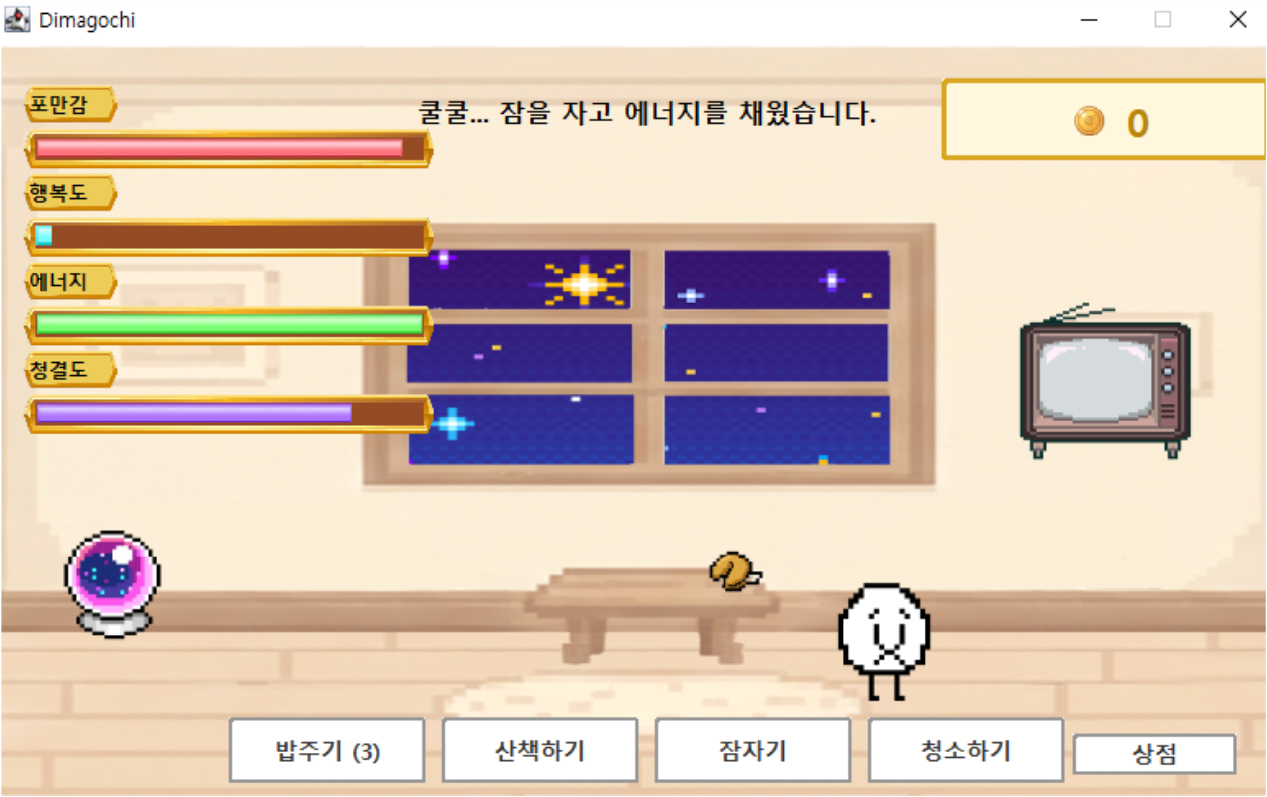 Dimagochi
포만감
쿨쿨... 잠을 자고 에너지를 채웠습니다.
0
행복도
에너지
청결도
밥주기 (3)
산책하기
잠자기
청소하기
상점